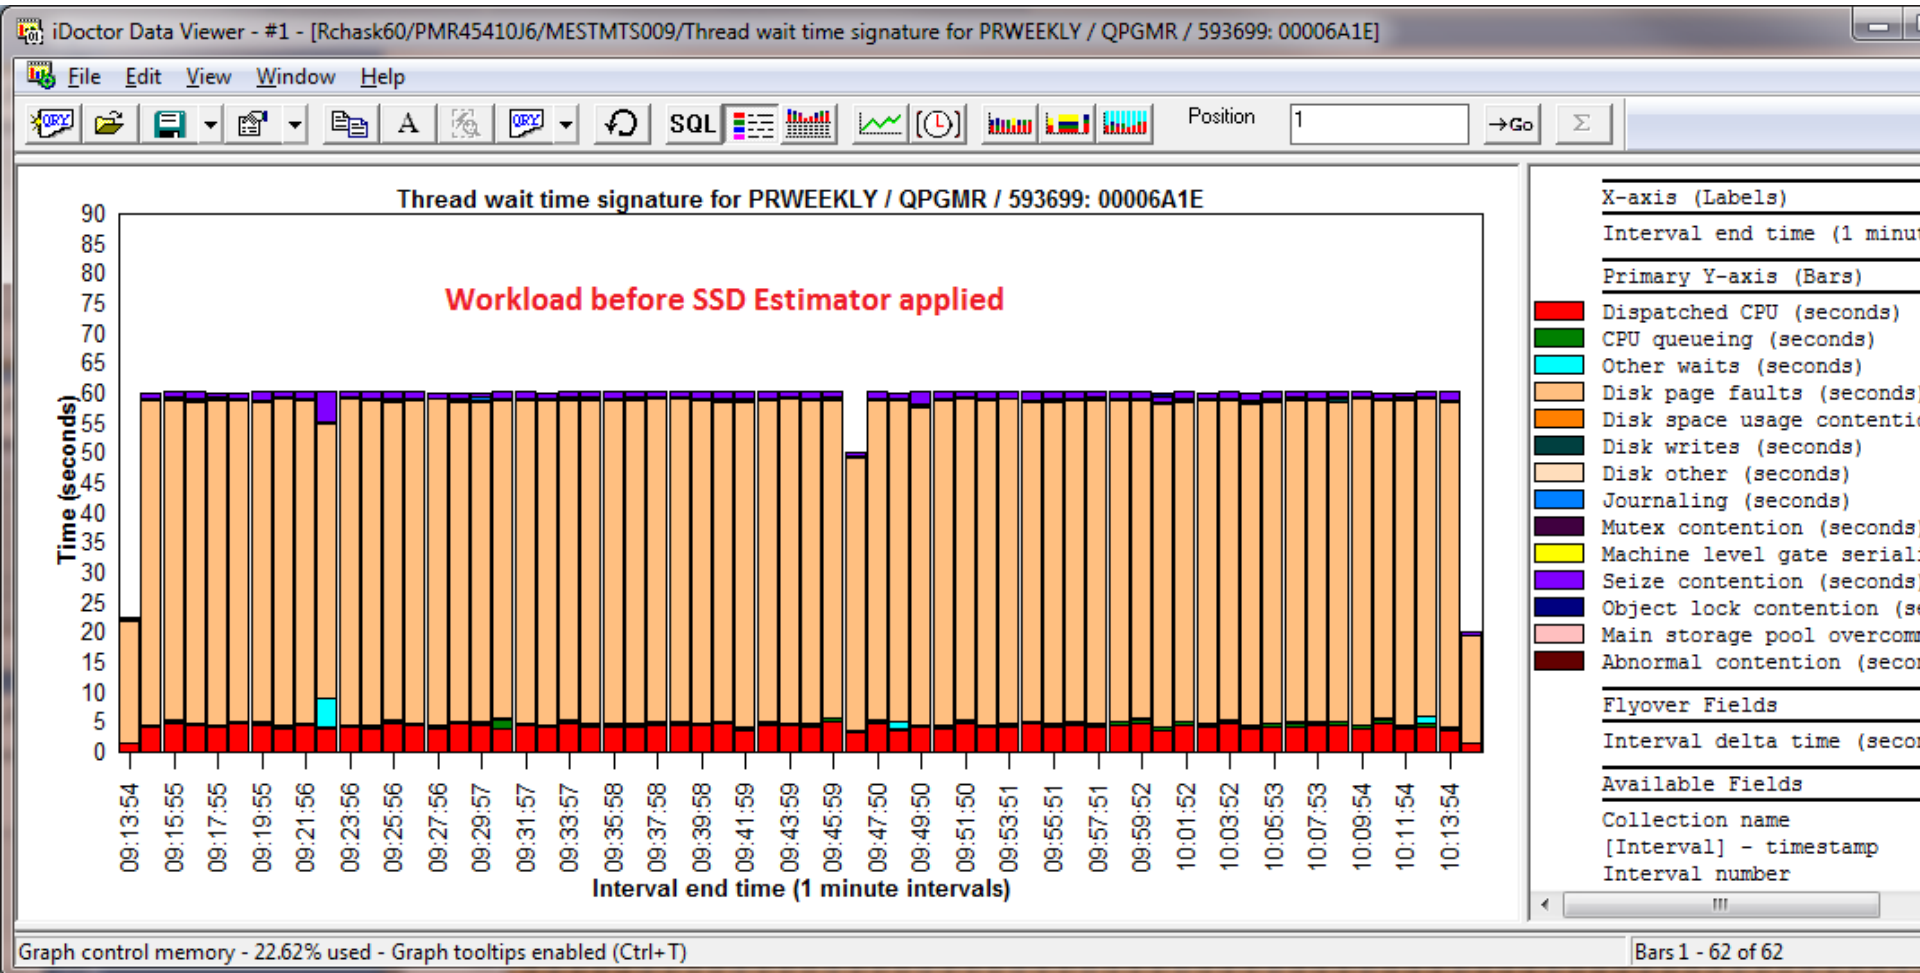 iDoctor Data Viewer - #1 - [Rchask60/PMR45410J6/MESTMTS009/Thread wait time signature for PRWEEKLY / QPGMR / 593699: 00006A1E]
File Edit View Window Help
QRY A QRY SQL Position 1 →Go Σ
Thread wait time signature for PRWEEKLY / QPGMR / 593699: 00006A1E
Workload before SSD Estimator applied
90
85
80
75
70
65
60
55
50
45
40
35
30
25
20
15
10
5
0
Time (seconds)
09:13:54 09:15:55 09:17:55 09:19:55 09:21:56 09:23:56 09:25:56 09:27:56 09:29:57 09:31:57 09:33:57 09:35:58 09:37:58 09:39:58 09:41:59 09:43:59 09:45:59 09:47:50 09:49:50 09:51:50 09:53:51 09:55:51 09:57:51 09:59:52 10:01:52 10:03:52 10:05:53 10:07:53 10:09:54 10:11:54 10:13:54
Interval end time (1 minute intervals)
X-axis (Labels)
Interval end time (1 minut
Primary Y-axis (Bars)
Dispatched CPU (seconds)
CPU queueing (seconds)
Other waits (seconds)
Disk page faults (seconds)
Disk space usage contentio
Disk writes (seconds)
Disk other (seconds)
Journaling (seconds)
Mutex contention (seconds)
Machine level gate seriali
Seize contention (seconds)
Object lock contention (se
Main storage pool overcomm
Abnormal contention (secon
Flyover Fields
Interval delta time (secon
Available Fields
Collection name
[Interval] - timestamp
Interval number
Graph control memory - 22.62% used - Graph tooltips enabled (Ctrl+T)
Bars 1 - 62 of 62